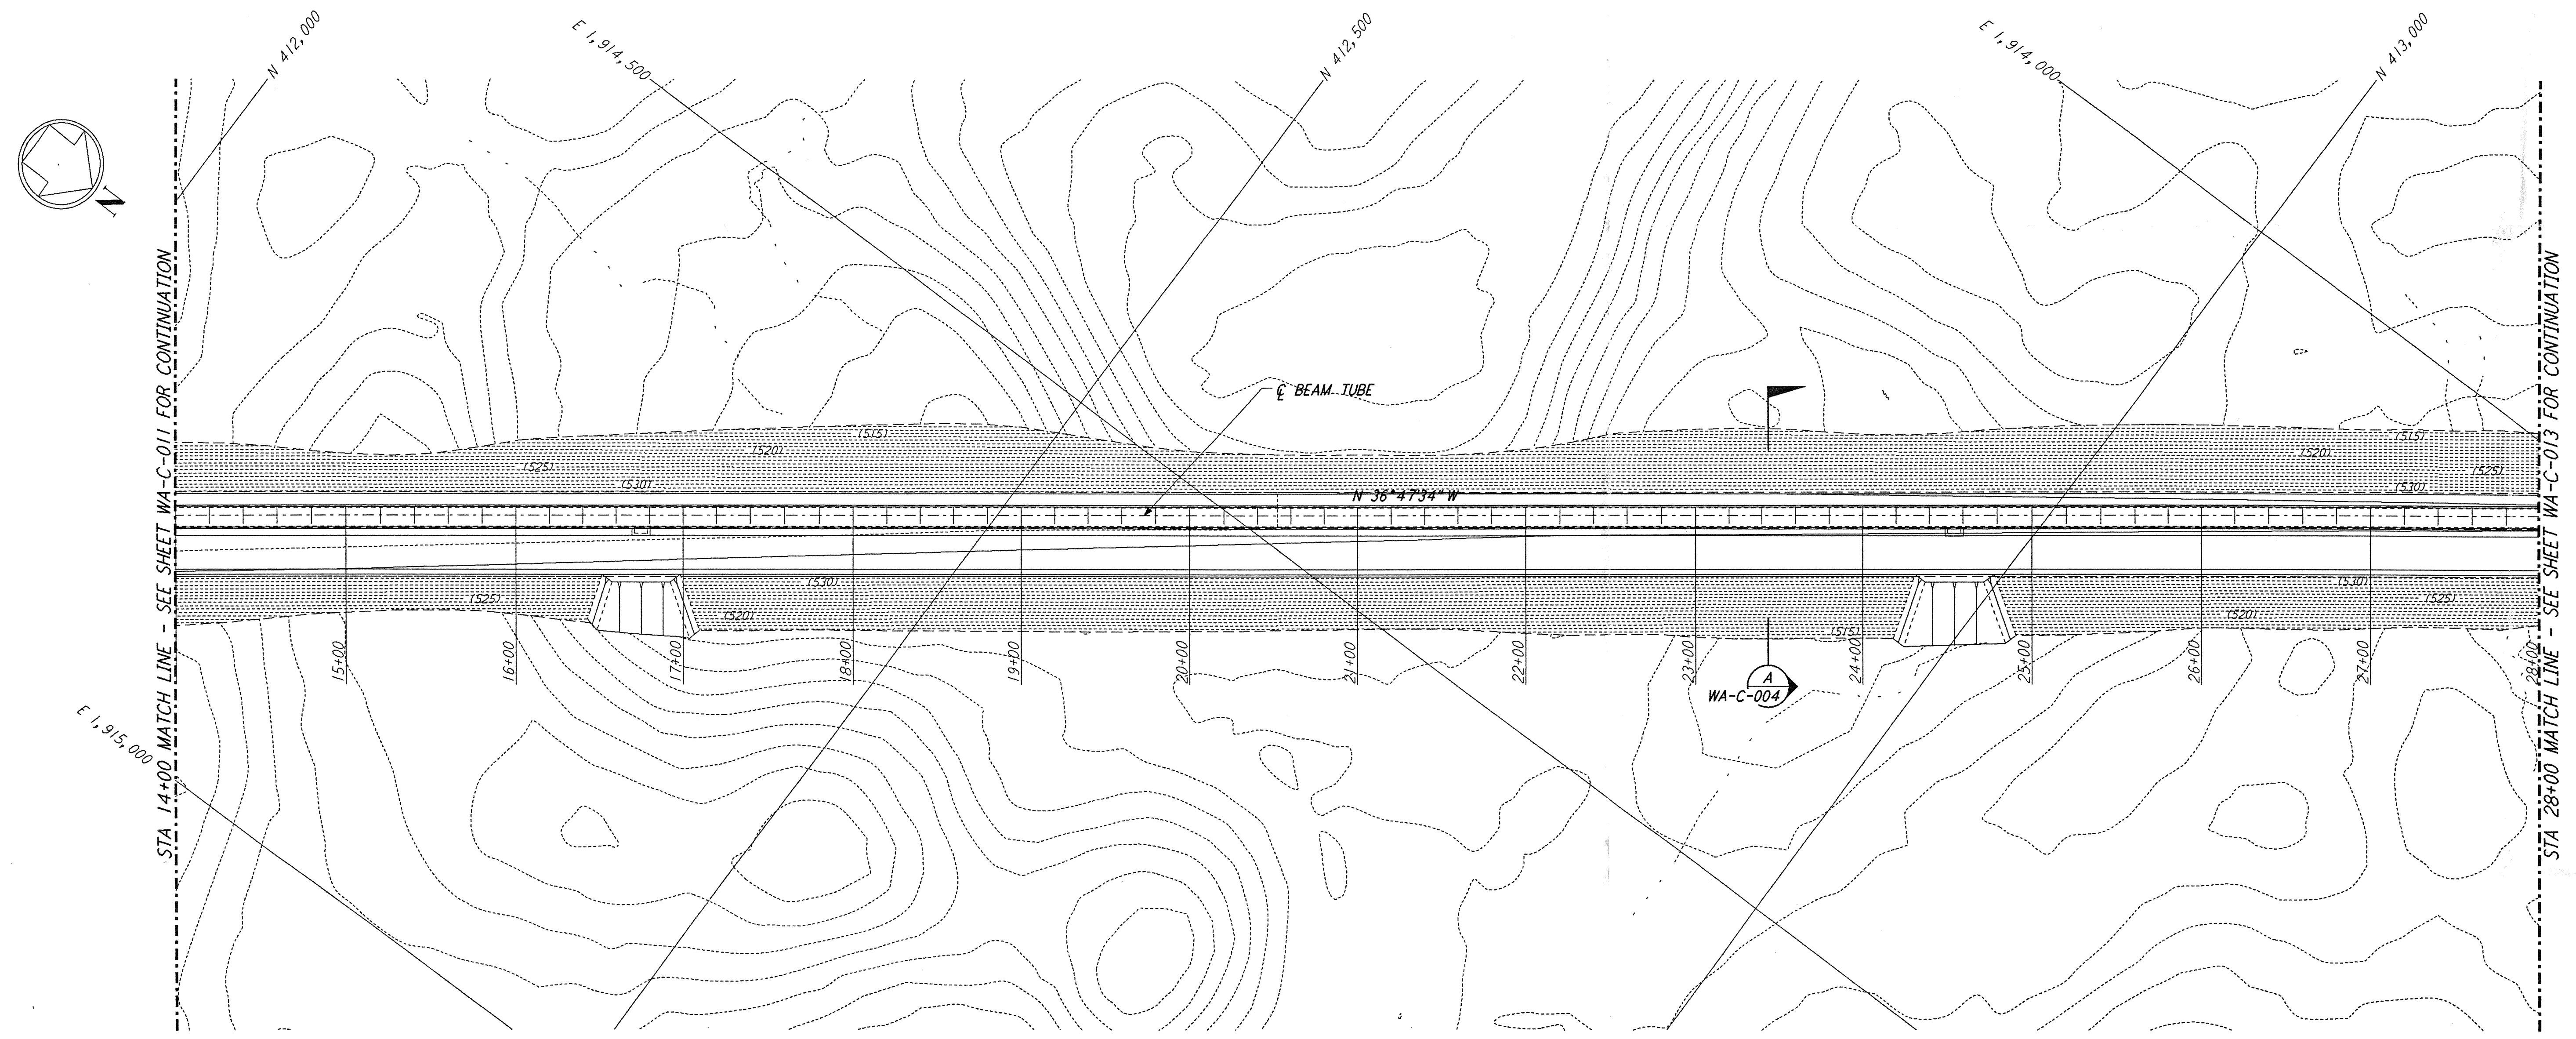 N 412,000
E 1,914,500
N 412,500
E 1,914,000
N 413,000
N
STA 14+00 MATCH LINE - SEE SHEET WA-C-011 FOR CONTINUATION
STA 28+00 MATCH LINE - SEE SHEET WA-C-013 FOR CONTINUATION
℄ BEAM TUBE
(515)
(520)
(525)
(530)
(515)
(520)
(525)
(530)
N 36°47'34" W
(530)
(525)
(520)
(515)
(530)
(525)
(520)
15+00
16+00
17+00
18+00
19+00
20+00
21+00
22+00
23+00
24+00
25+00
26+00
27+00
28+00
A
WA-C-004
E 1,915,000